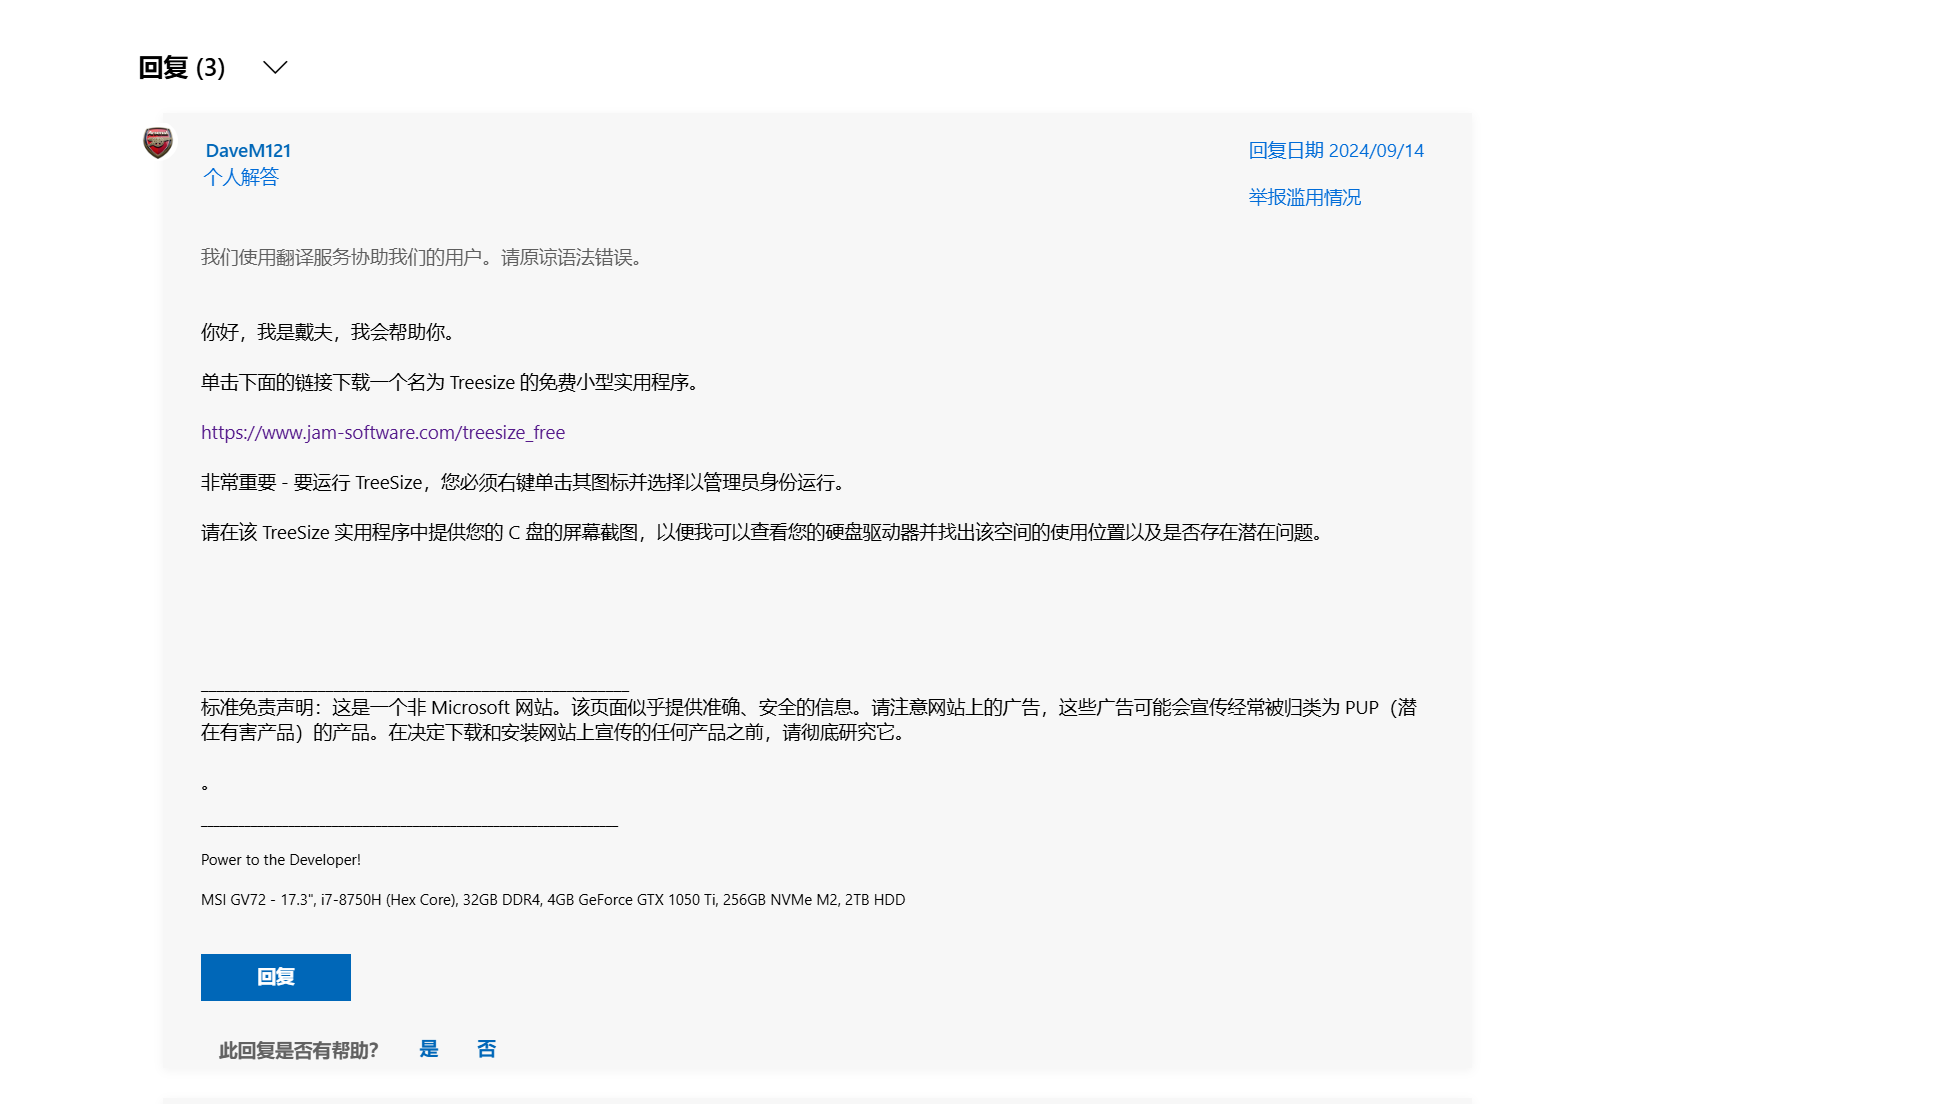 回复 (3)
DaveM121
个人解答
回复日期 2024/09/14
举报滥用情况
我们使用翻译服务协助我们的用户。请原谅语法错误。
你好，我是戴夫，我会帮助你。
单击下面的链接下载一个名为 Treesize 的免费小型实用程序。
https://www.jam-software.com/treesize_free
非常重要 - 要运行 TreeSize，您必须右键单击其图标并选择以管理员身份运行。
请在该 TreeSize 实用程序中提供您的 C 盘的屏幕截图，以便我可以查看您的硬盘驱动器并找出该空间的使用位置以及是否存在潜在问题。
标准免责声明：这是一个非 Microsoft 网站。该页面似乎提供准确、安全的信息。请注意网站上的广告，这些广告可能会宣传经常被归类为 PUP（潜
在有害产品）的产品。在决定下载和安装网站上宣传的任何产品之前，请彻底研究它。
。
Power to the Developer!
MSI GV72 - 17.3", i7-8750H (Hex Core), 32GB DDR4, 4GB GeForce GTX 1050 Ti, 256GB NVMe M2, 2TB HDD
回复
此回复是否有帮助？ 是 否